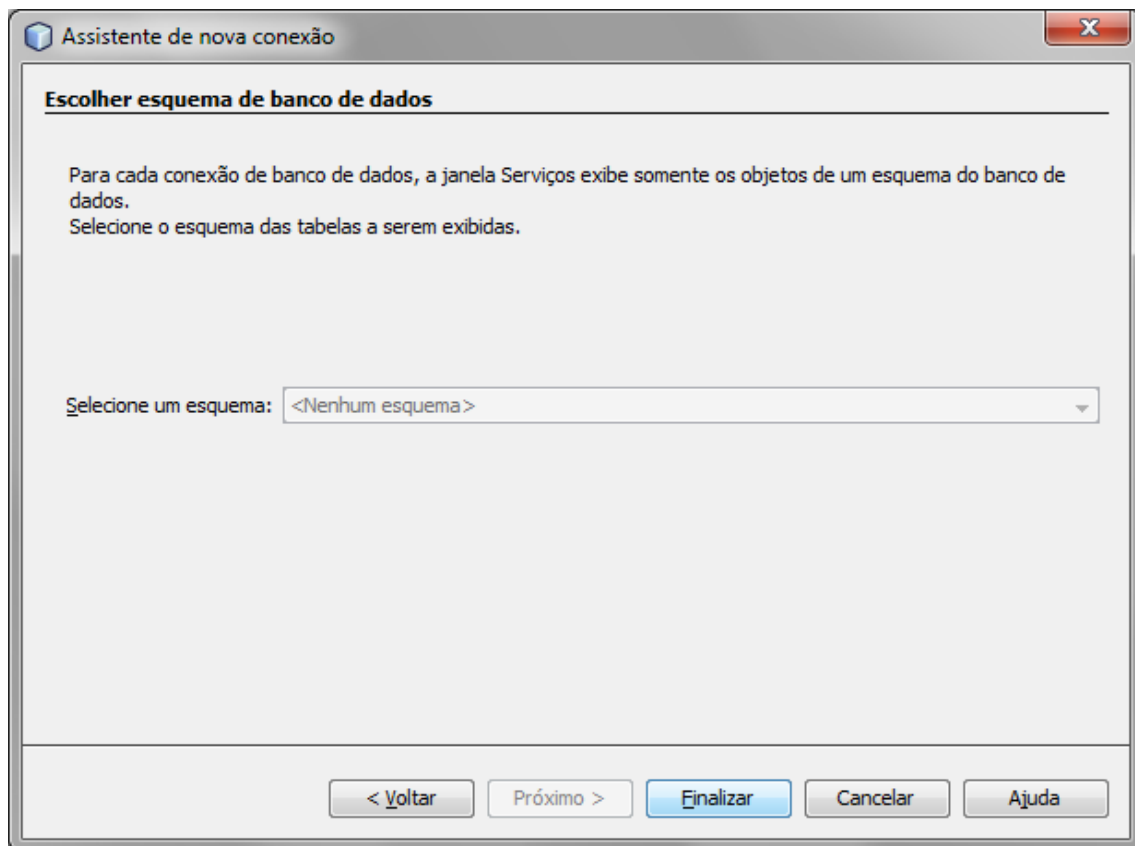 Assistente de nova conexão
Escolher esquema de banco de dados
Para cada conexão de banco de dados, a janela Serviços exibe somente os objetos de um esquema do banco de
dados.
Selecione o esquema das tabelas a serem exibidas.
Selecione um esquema: <Nenhum esquema>
< Voltar Próximo > Finalizar Cancelar Ajuda